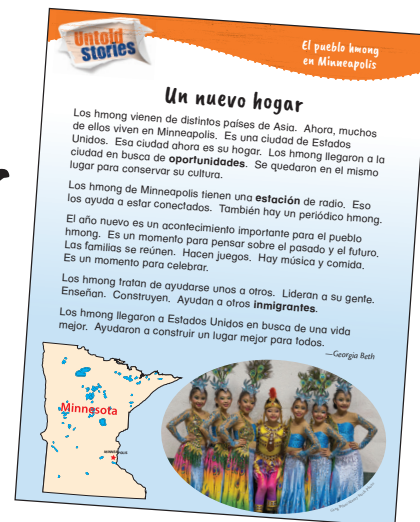 Untold
Stories
El pueblo hmong
en Minneapolis
Un nuevo hogar
Los hmong vienen de distintos países de Asia. Ahora, muchos
de ellos viven en Minneapolis. Es una ciudad de Estados
Unidos. Esa ciudad ahora es su hogar. Los hmong llegaron a la
ciudad en busca de oportunidades. Se quedaron en el mismo
lugar para conservar su cultura.
Los hmong de Minneapolis tienen una estación de radio. Eso
los ayuda a estar conectados. También hay un periódico hmong.
El año nuevo es un acontecimiento importante para el pueblo
hmong. Es un momento para pensar sobre el pasado y el futuro.
Las familias se reúnen. Hacen juegos. Hay música y comida.
Es un momento para celebrar.
Los hmong tratan de ayudarse unos a otros. Lideran a su gente.
Enseñan. Construyen. Ayudan a otros inmigrantes.
Los hmong llegaron a Estados Unidos en busca de una vida
mejor. Ayudaron a construir un lugar mejor para todos.
—Georgia Beth
Minnesota
MINNEAPOLIS